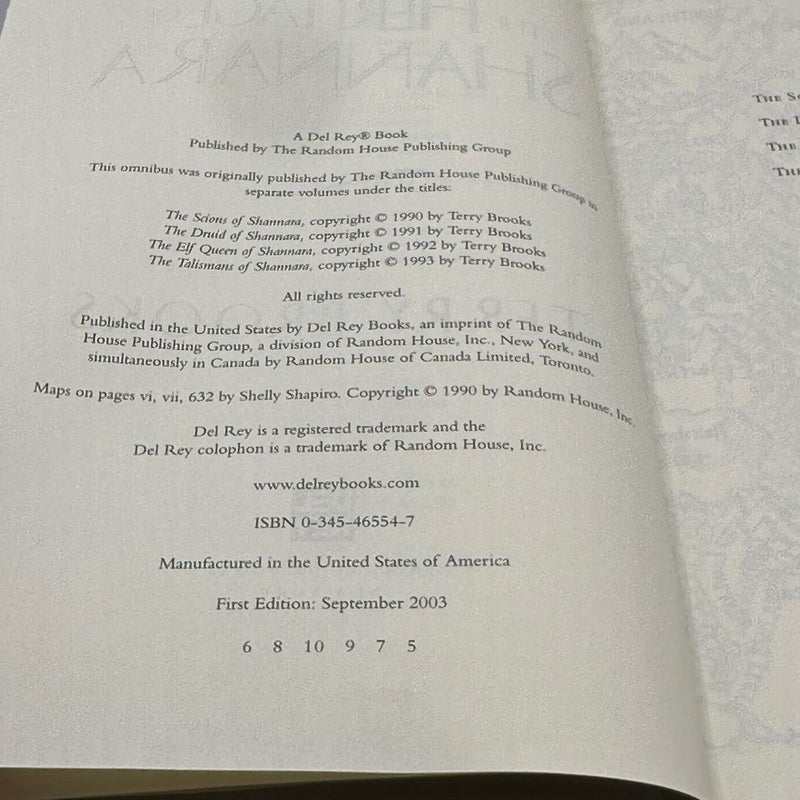 A Del Rey® Book
Published by The Random House Publishing Group
This omnibus was originally published by The Random House Publishing Group in
separate volumes under the titles:
The Scions of Shannara, copyright © 1990 by Terry Brooks
The Druid of Shannara, copyright © 1991 by Terry Brooks
The Elf Queen of Shannara, copyright © 1992 by Terry Brooks
The Talismans of Shannara, copyright © 1993 by Terry Brooks
All rights reserved.
Published in the United States by Del Rey Books, an imprint of The Random
House Publishing Group, a division of Random House, Inc., New York, and
simultaneously in Canada by Random House of Canada Limited, Toronto.
Maps on pages vi, vii, 632 by Shelly Shapiro. Copyright © 1990 by Random House, Inc.
Del Rey is a registered trademark and the
Del Rey colophon is a trademark of Random House, Inc.
www.delreybooks.com
ISBN 0-345-46554-7
Manufactured in the United States of America
First Edition: September 2003
6 8 10 9 7 5
The
The
The